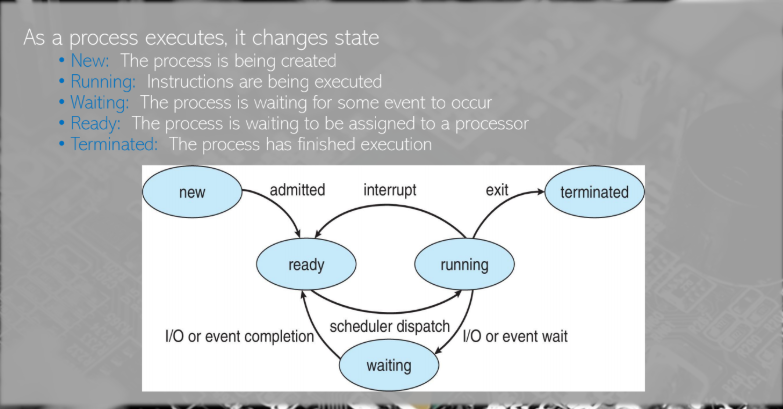 As a process executes, it changes state
• New: The process is being created
• Running: Instructions are being executed
• Waiting: The process is waiting for some event to occur
• Ready: The process is waiting to be assigned to a processor
• Terminated: The process has finished execution
new
admitted
interrupt
exit
terminated
ready
running
scheduler dispatch
I/O or event completion
I/O or event wait
waiting